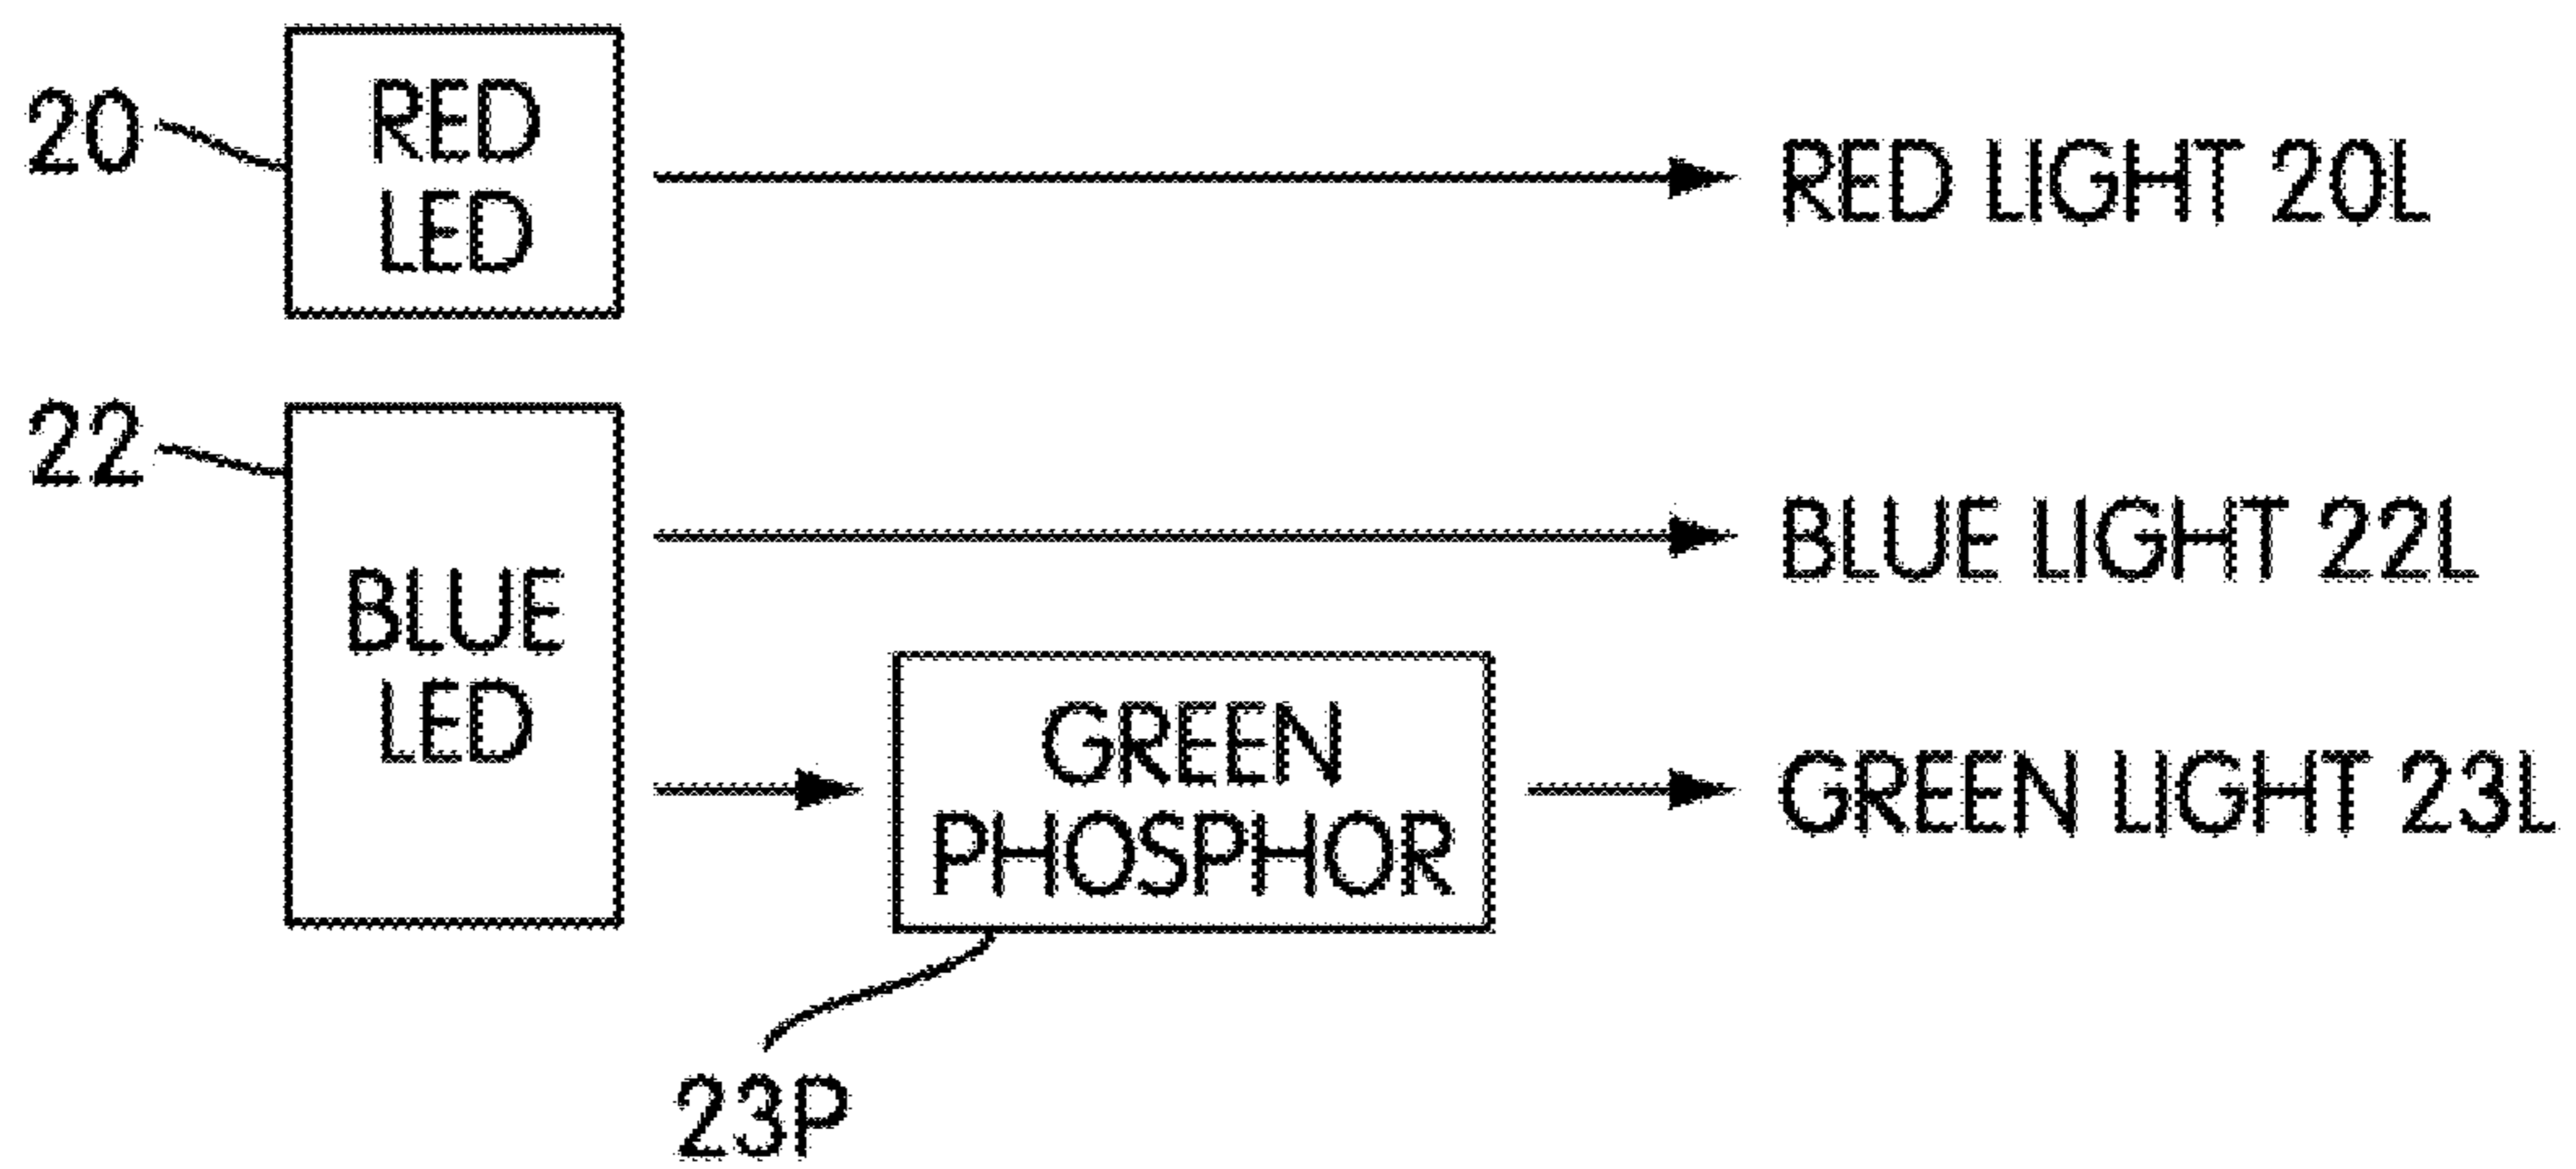 20
RED
LED
RED LIGHT 20L
22
BLUE
LED
BLUE LIGHT 22L
GREEN
PHOSPHOR
GREEN LIGHT 23L
23P